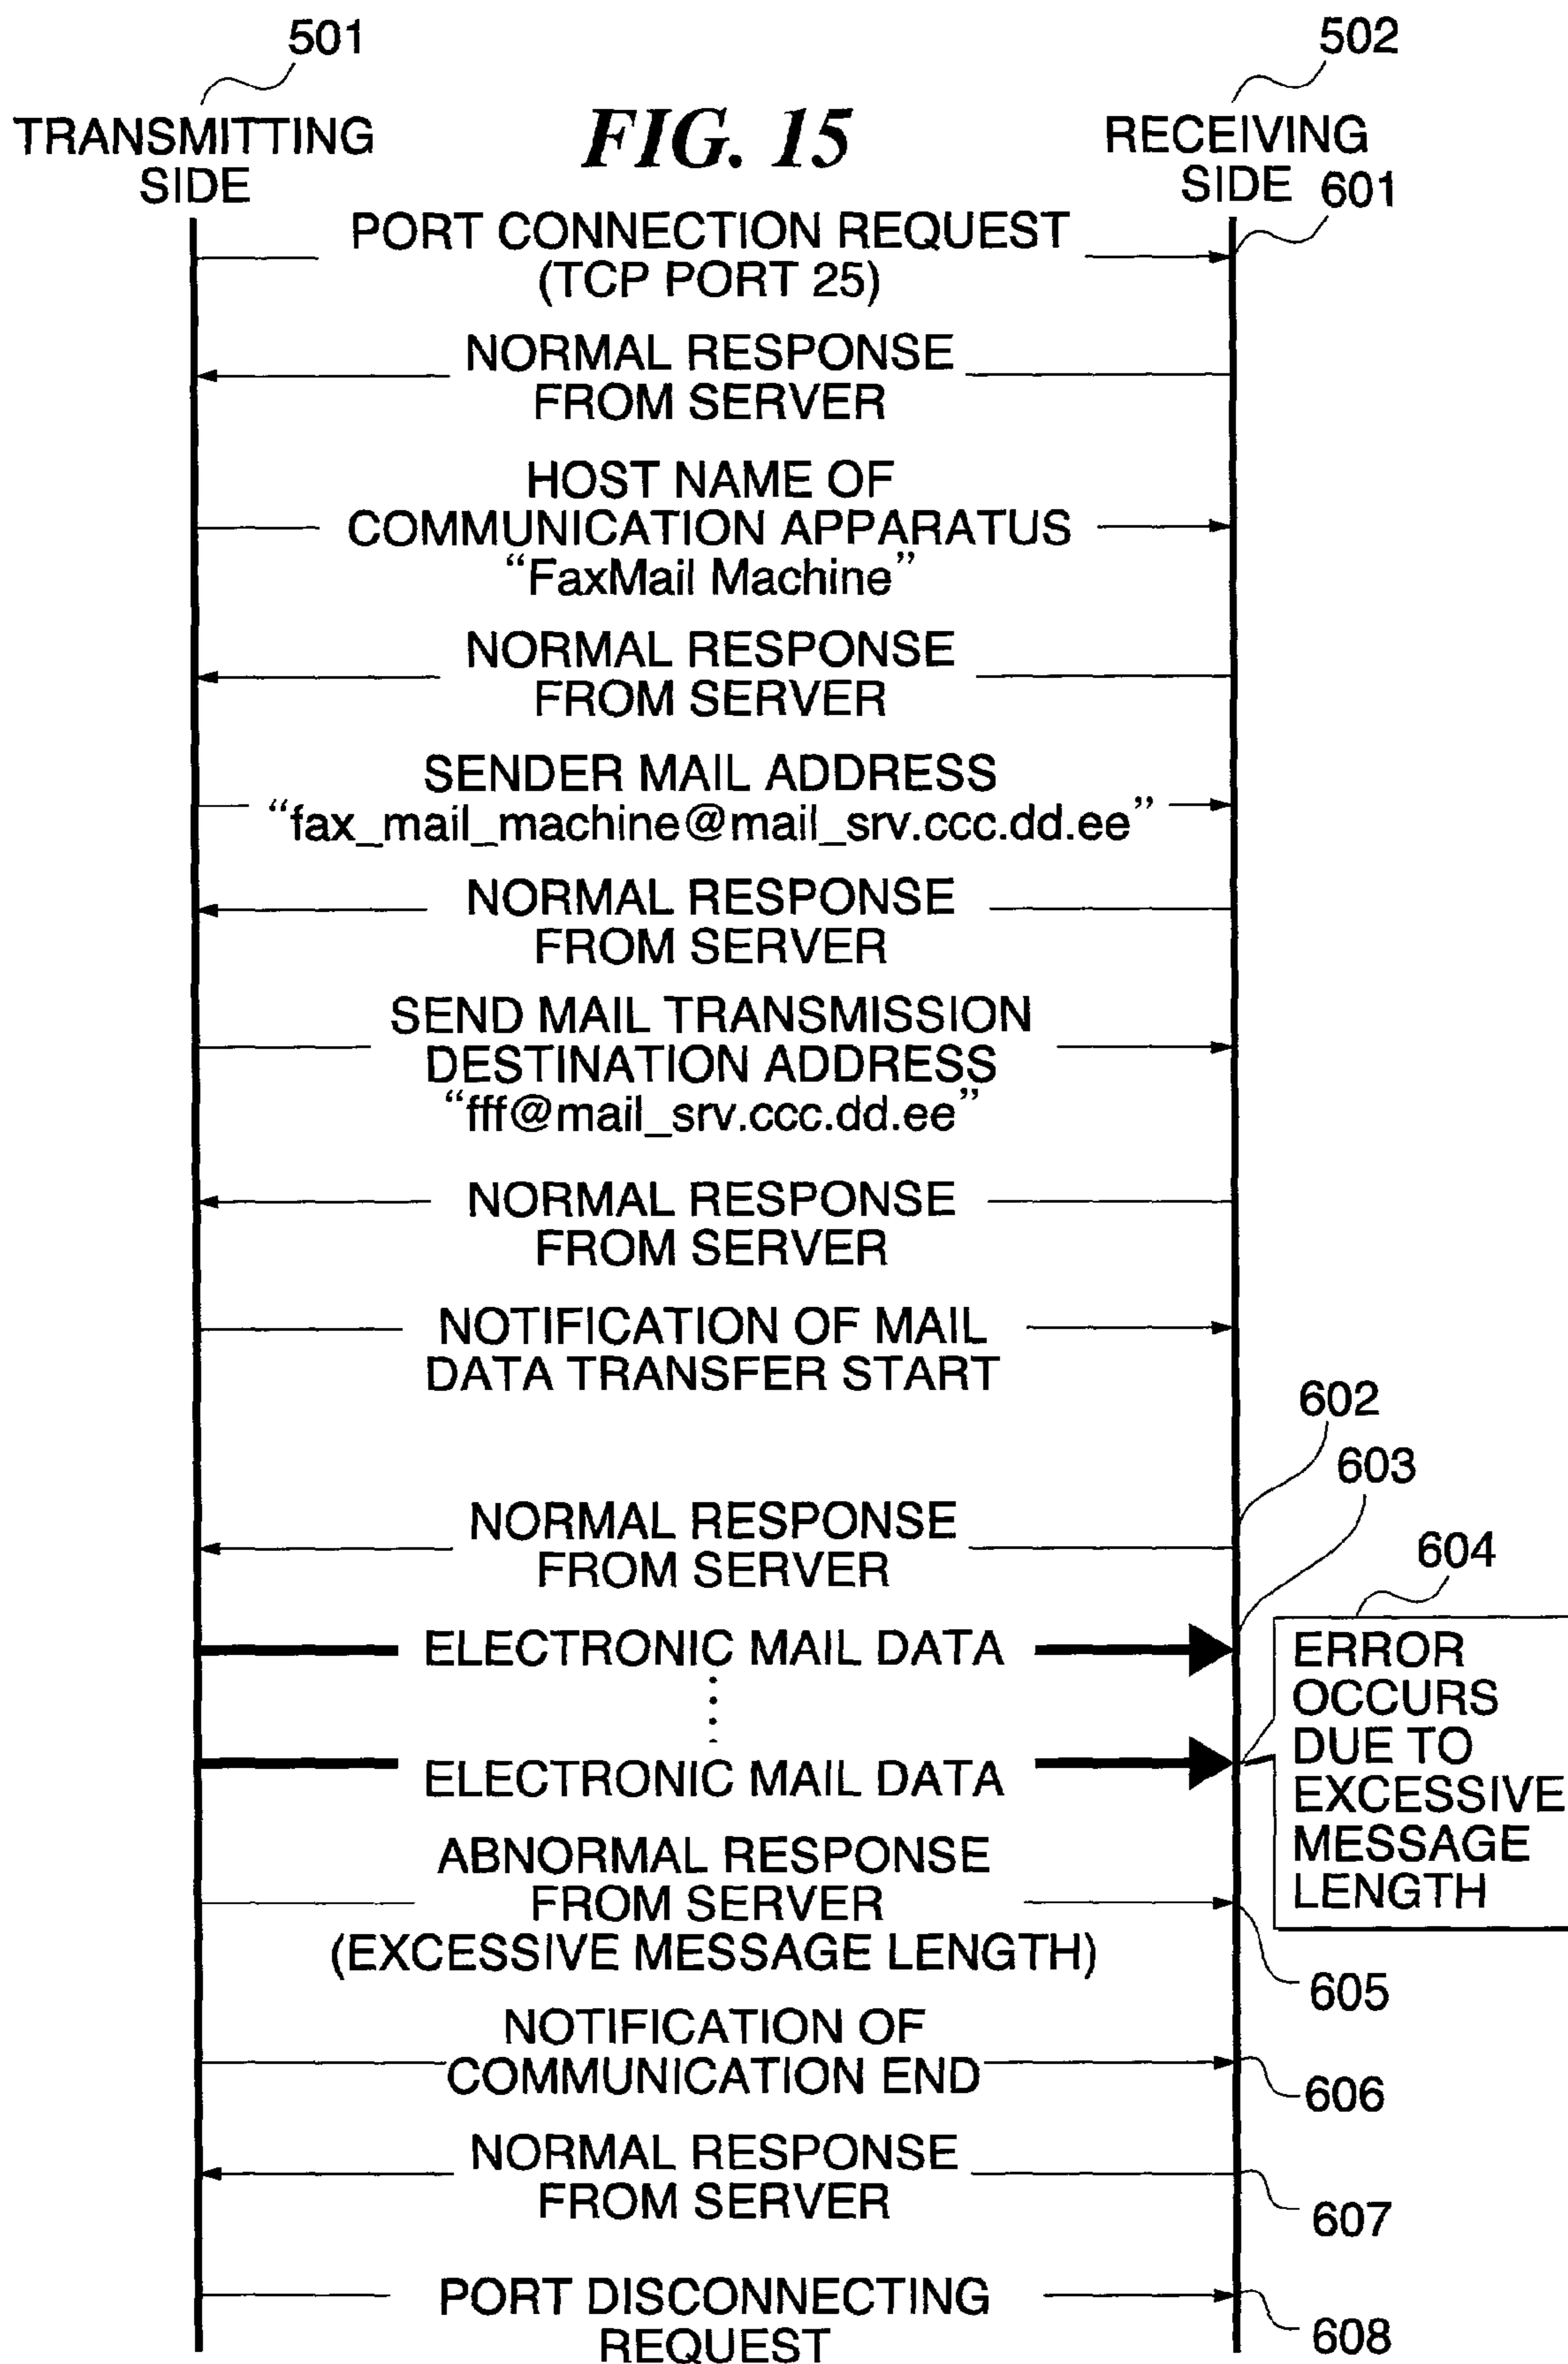 501
502
TRANSMITTING
SIDE
FIG. 15
RECEIVING
SIDE
601
PORT CONNECTION REQUEST
(TCP PORT 25)
NORMAL RESPONSE
FROM SERVER
HOST NAME OF
COMMUNICATION APPARATUS
“FaxMail Machine”
NORMAL RESPONSE
FROM SERVER
SENDER MAIL ADDRESS
“fax_mail_machine@mail_srv.ccc.dd.ee”
NORMAL RESPONSE
FROM SERVER
SEND MAIL TRANSMISSION
DESTINATION ADDRESS
“fff@mail_srv.ccc.dd.ee”
NORMAL RESPONSE
FROM SERVER
NOTIFICATION OF MAIL
DATA TRANSFER START
602
603
NORMAL RESPONSE
FROM SERVER
604
ELECTRONIC MAIL DATA
ELECTRONIC MAIL DATA
ERROR
OCCURS
DUE TO
EXCESSIVE
MESSAGE
LENGTH
ABNORMAL RESPONSE
FROM SERVER
(EXCESSIVE MESSAGE LENGTH)
605
NOTIFICATION OF
COMMUNICATION END
606
NORMAL RESPONSE
FROM SERVER
607
PORT DISCONNECTING
REQUEST
608